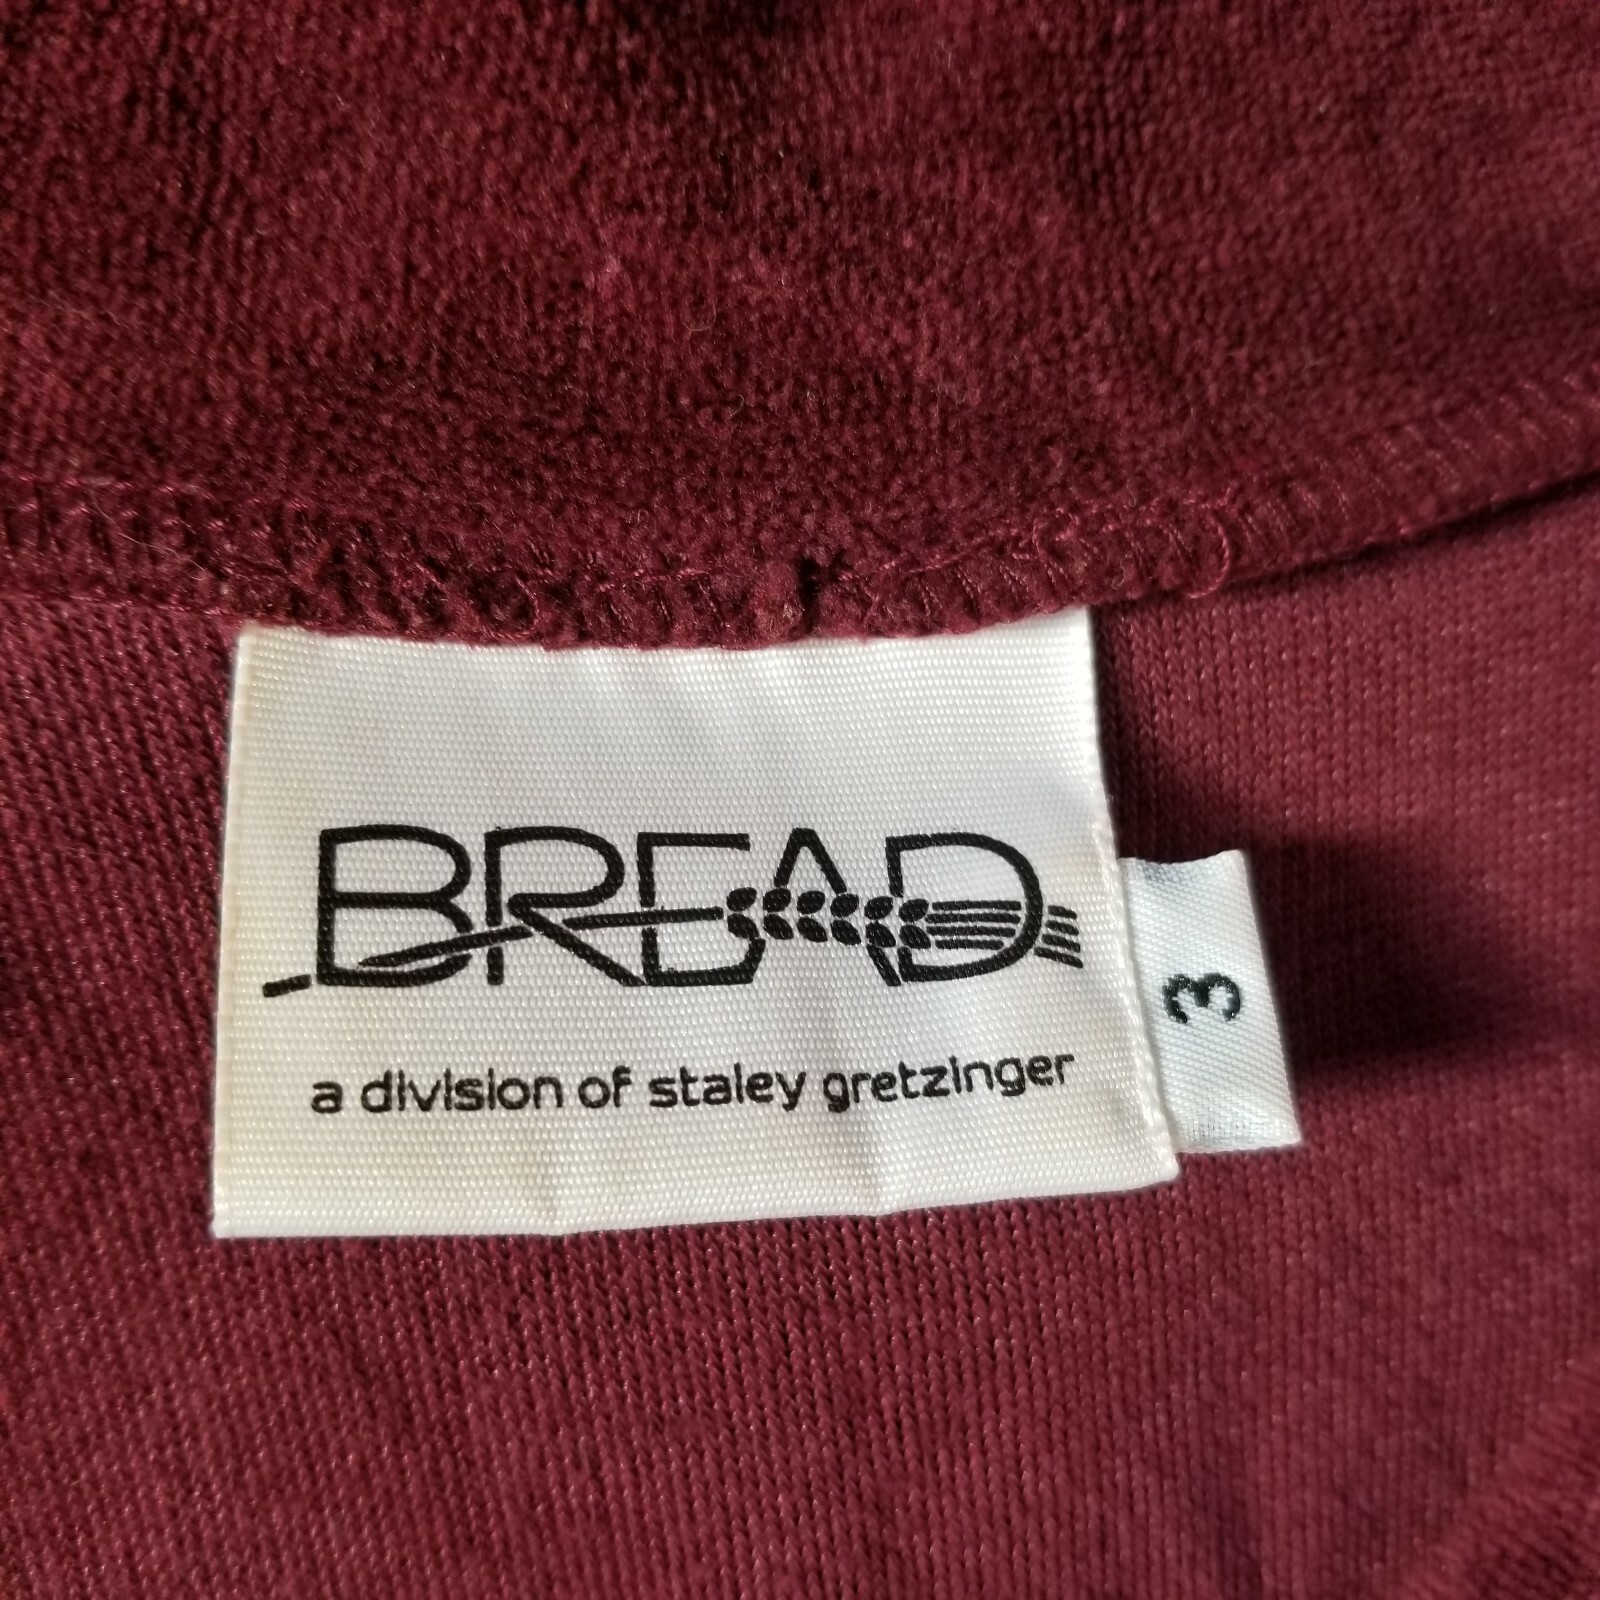 BREAD
a division of staley gretzinger
3